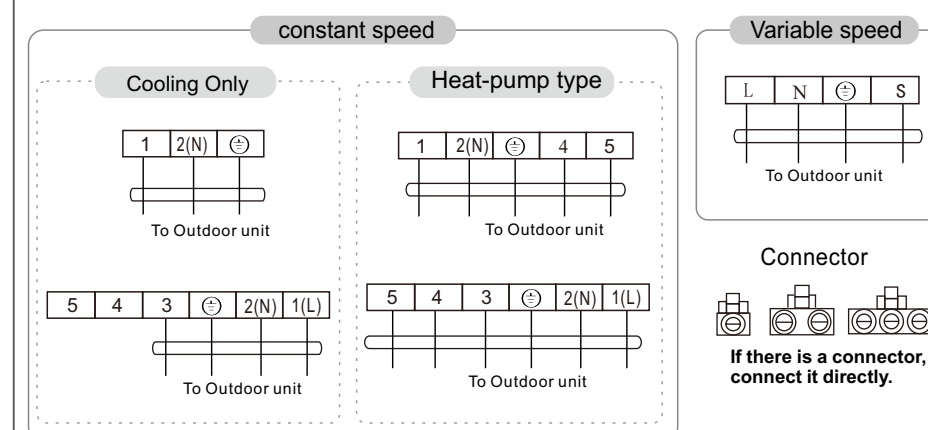 constant speed
Cooling Only
1 2(N)
To Outdoor unit
5 4 3 2(N) 1(L)
To Outdoor unit
Heat-pump type
1 2(N) 4 5
To Outdoor unit
5 4 3 2(N) 1(L)
To Outdoor unit
Variable speed
L N S
To Outdoor unit
Connector
If there is a connector,
connect it directly.